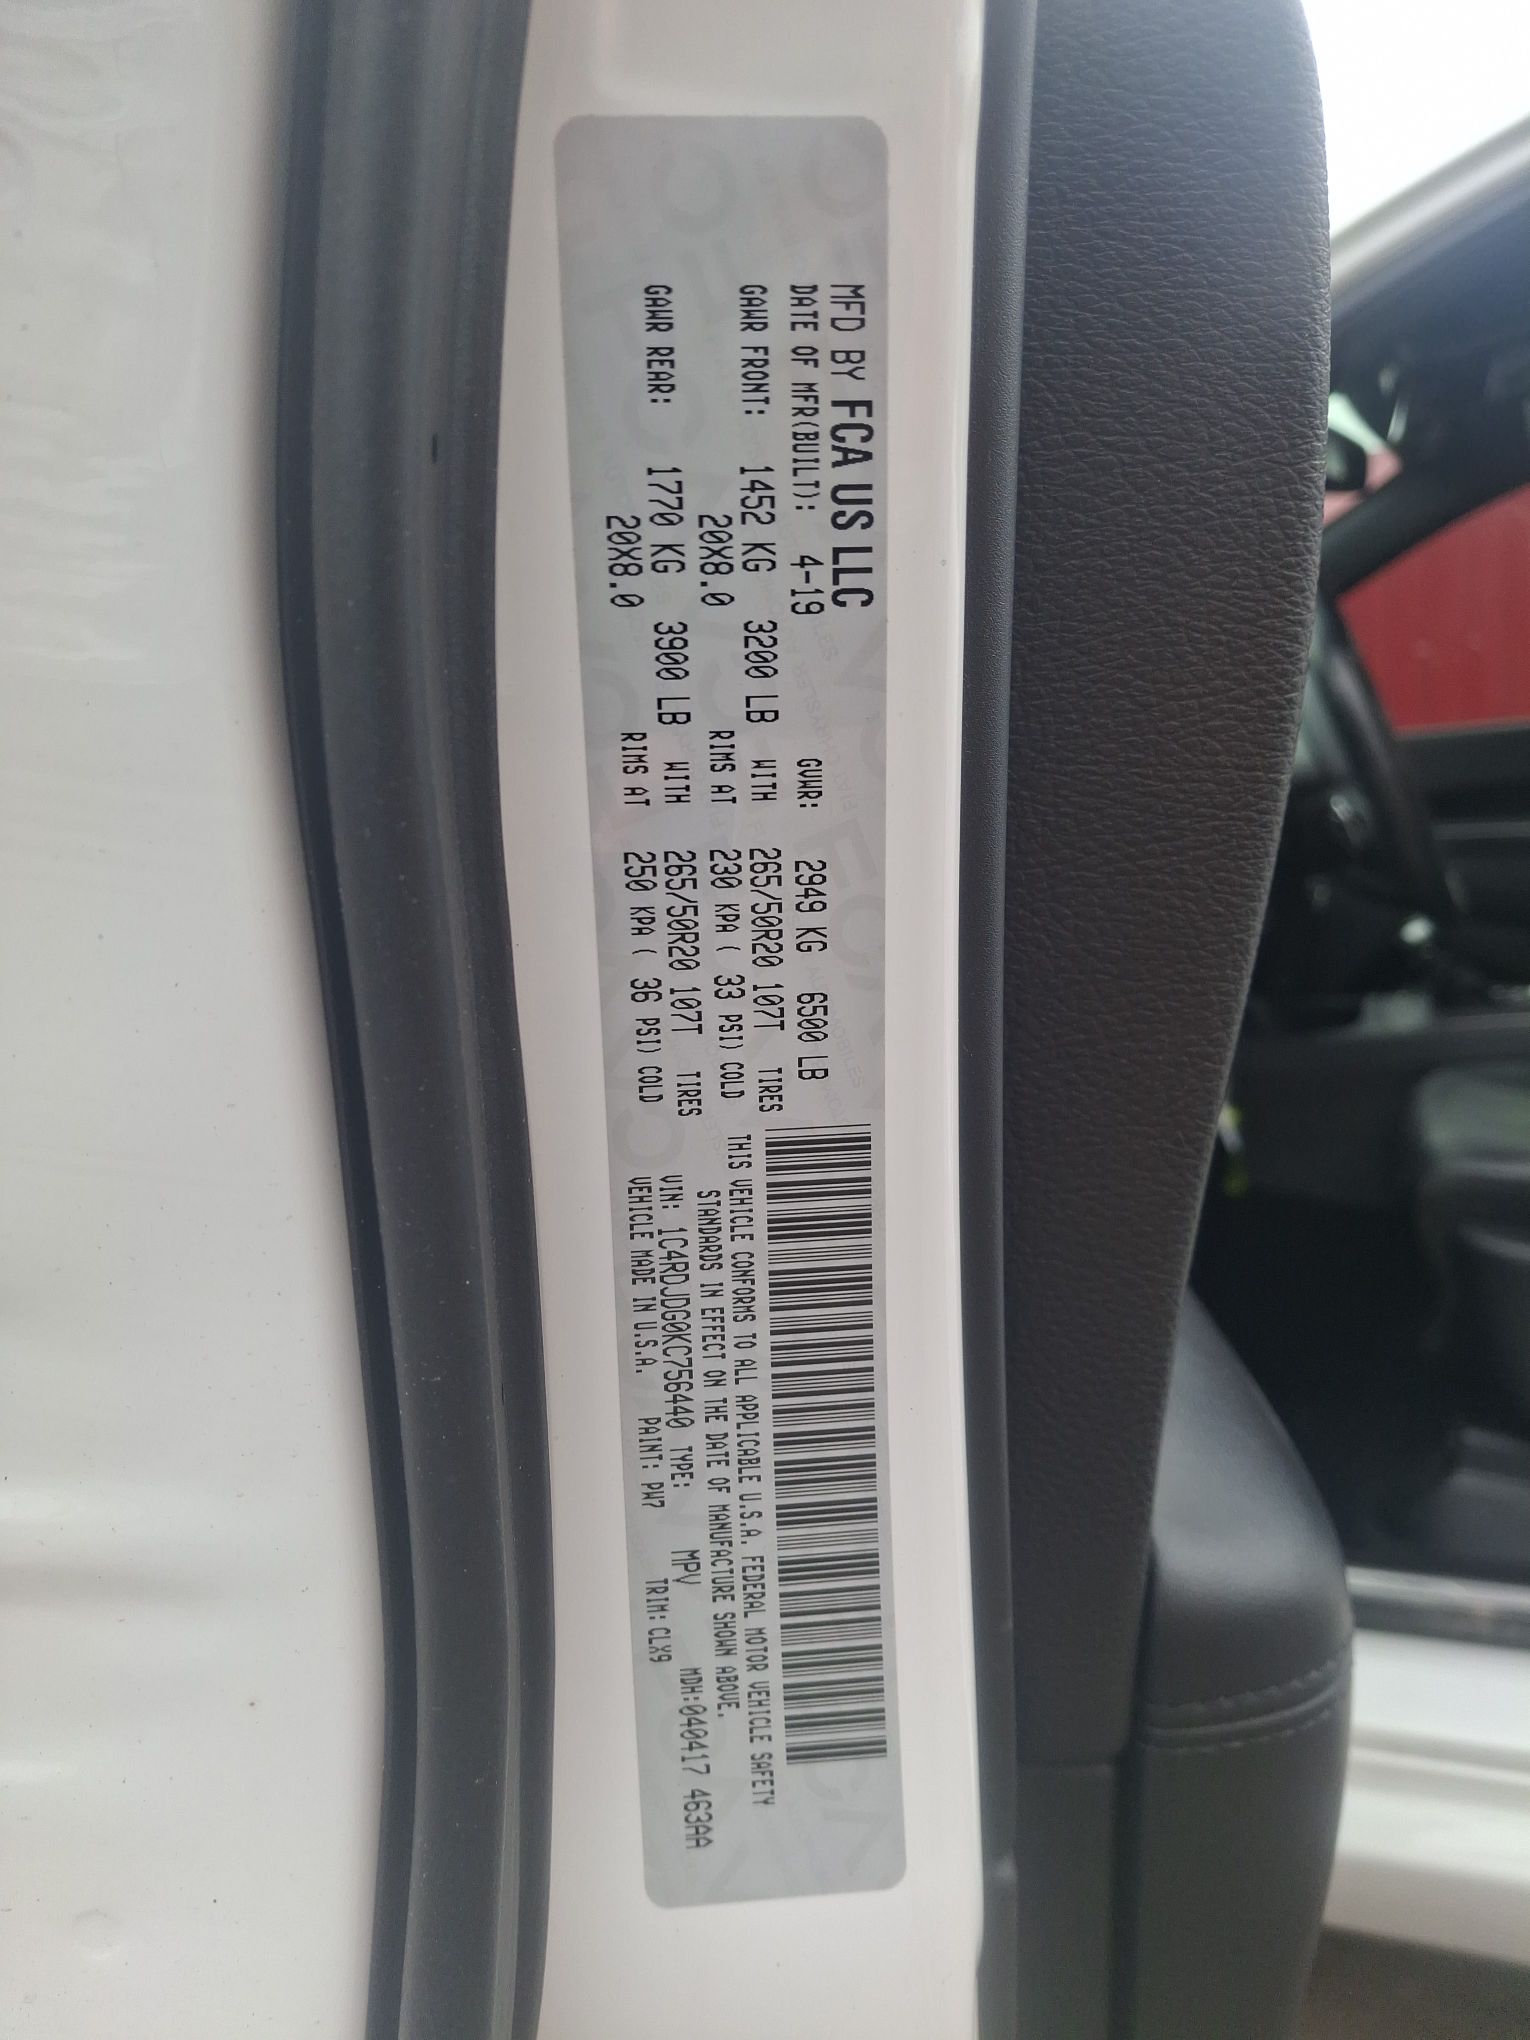 MFD BY FCA US LLC
DATE OF MFR(BUILT): 4-19 GVWR: 2949 KG 6500 LB
GAWR FRONT: 1452 KG 3200 LB WITH 265/50R20 107T TIRES
20X8.0 RIMS AT 230 KPA ( 33 PSI) COLD
GAWR REAR: 1770 KG 3900 LB WITH 265/50R20 107T TIRES
20X8.0 RIMS AT 250 KPA ( 36 PSI) COLD
THIS VEHICLE CONFORMS TO ALL APPLICABLE U.S.A. FEDERAL MOTOR VEHICLE SAFETY
STANDARDS IN EFFECT ON THE DATE OF MANUFACTURE SHOWN ABOVE.
VIN: 1C4RDJDG0KC756440 TYPE: MPV MDH:040417 463AA
VEHICLE MADE IN U.S.A. PAINT: PW7 TRIM:CLX9